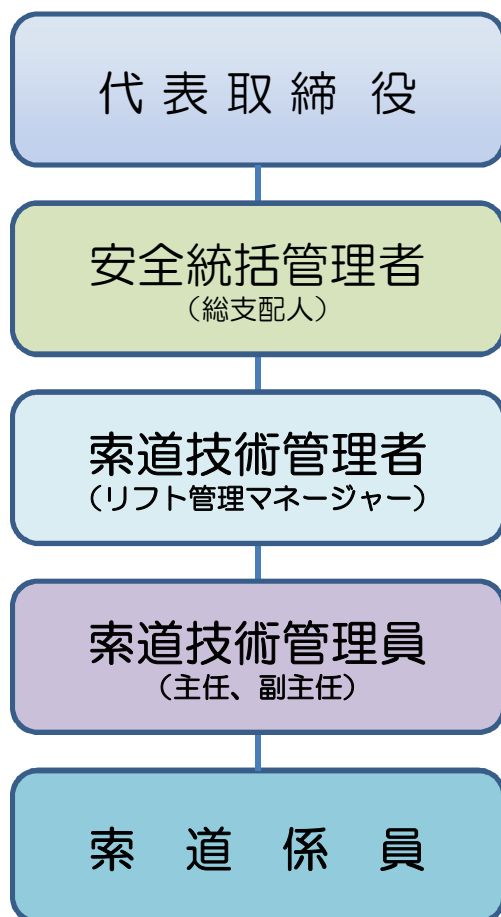 代表取締役
安全統括管理者
（総支配人）
索道技術管理者
（リフト管理マネージャー）
索道技術管理員
（主任、副主任）
索道係員